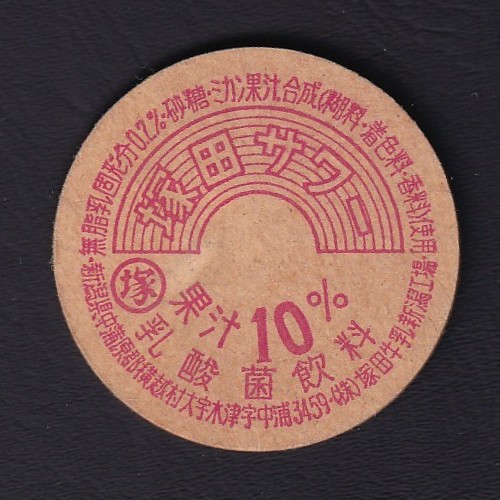 無脂乳固形分0.2%・砂糖・ミカン果汁、合成(糊料・着色料・香料)使用・
塚田サワー
塚
果汁10%
乳酸菌飲料
新潟県中蒲原郡横越村大字木津字中浦3459-6(株)塚田牛乳